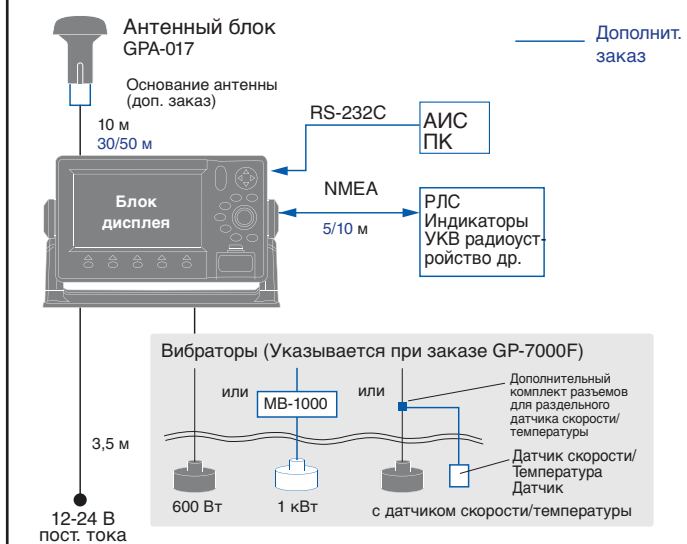 Антенный блок
GPA-017
Дополнит.
заказ
Основание антенны
(доп. заказ)
10 м
30/50 м
RS-232C
АИС
ПК
Блок
дисплея
NMEA
5/10 м
РЛС
Индикаторы
УКВ радиоуст-
ройство др.
Вибраторы (Указывается при заказе GP-7000F)
или
MB-1000
или
Дополнительный
комплект разъемов
для раздельного
датчика скорости/
температуры
3,5 м
Датчик скорости/
Температура
Датчик
600 Вт
1 кВт
с датчиком скорости/температуры
12-24 В
пост. тока